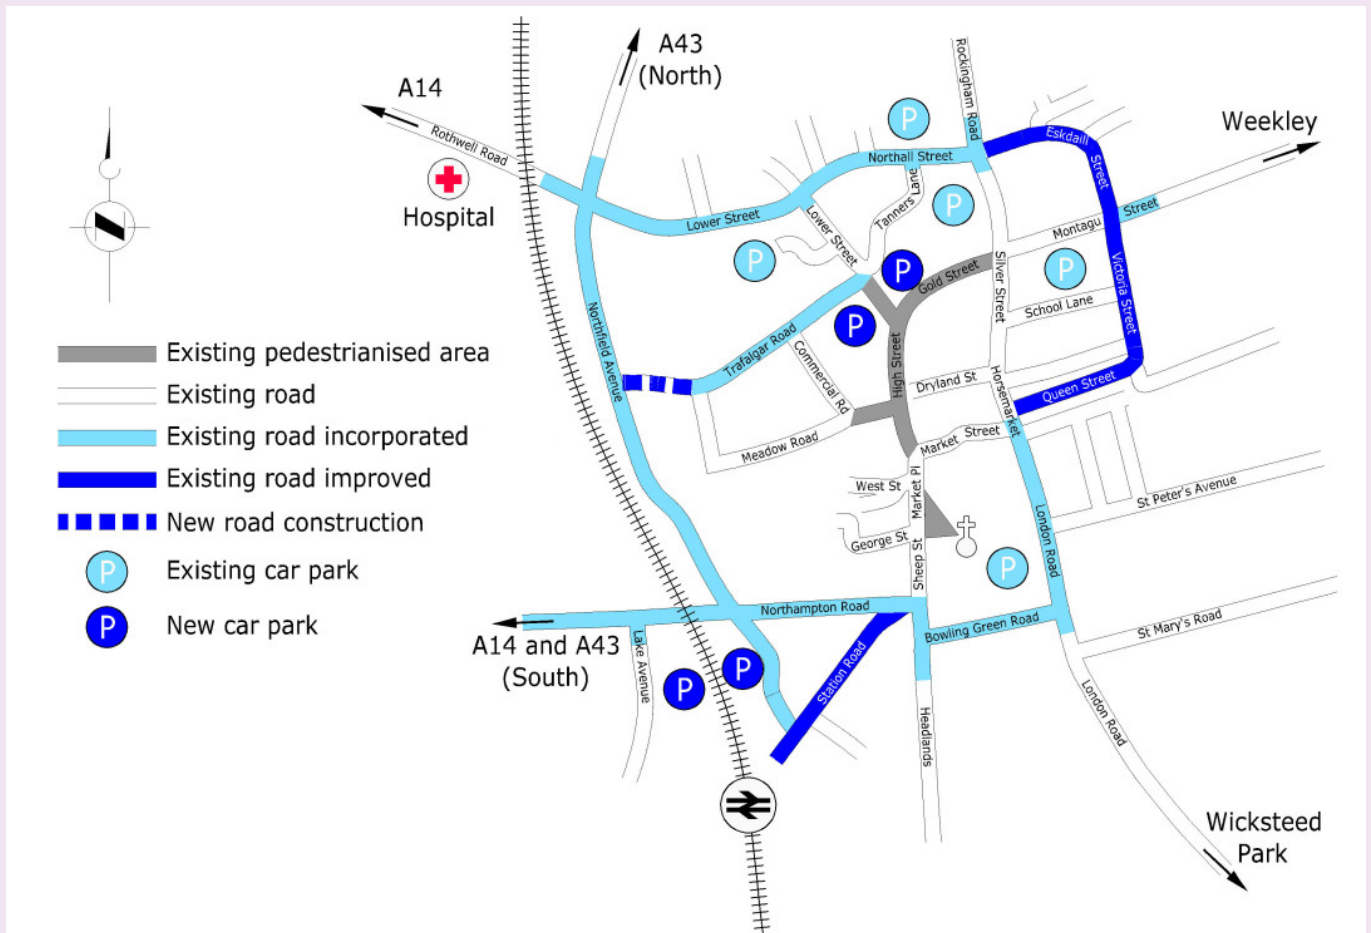 A43
(North)
A14
Rothwell Road
Hospital
Rockingham Road
P
Northall Street
Eskdaill
Street
Weekley
Tanners Lane
P
Lower Street
Lower Street
Montagu
Street
P
P
Gold Street
P
Silver Street
School Lane
Victoria Street
Northfield Avenue
P
Trafalgar Road
Commercial Rd
High Street
Dryland St
Horsemarket
Queen Street
Meadow Road
Market Street
West St
Market Pl
St Peter's Avenue
George St
Sheep St
P
London Road
Northampton Road
Bowling Green Road
St Mary's Road
A14 and A43
(South)
Lake Avenue
P
P
Station Road
Headlands
London Road
Wicksteed
Park
Existing pedestrianised area
Existing road
Existing road incorporated
Existing road improved
New road construction
P
Existing car park
P
New car park